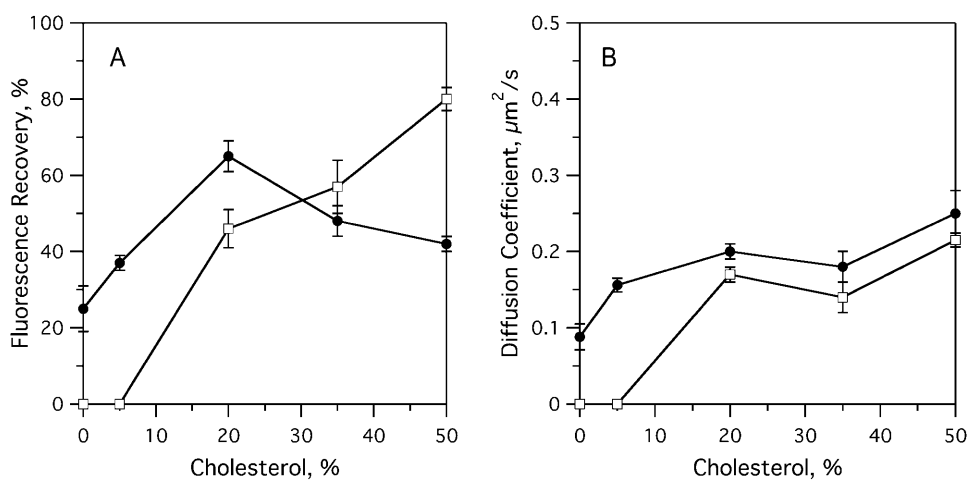 A
Fluorescence Recovery, %
100
80
60
40
20
0
0 10 20 30 40 50
Cholesterol, %
B
Diffusion Coefficient, µm²/s
0.5
0.4
0.3
0.2
0.1
0
0 10 20 30 40 50
Cholesterol, %